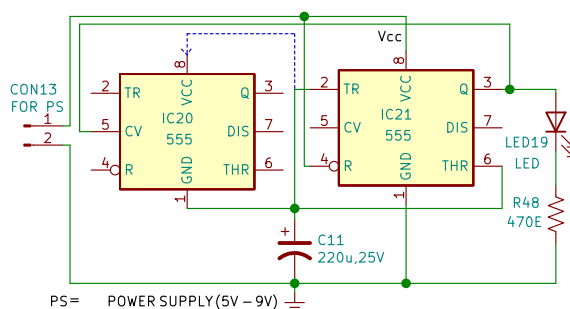 Vcc
CON13
FOR PS
1
2
8
VCC
2 TR Q 3
IC20
555
5 CV DIS 7
4 R THR 6
GND
1
8
VCC
2 TR Q 3
IC21
555
5 CV DIS 7
4 R THR 6
GND
1
LED19
LED
R48
470E
+
C11
220u,25V
PS= POWER SUPPLY(5V – 9V)